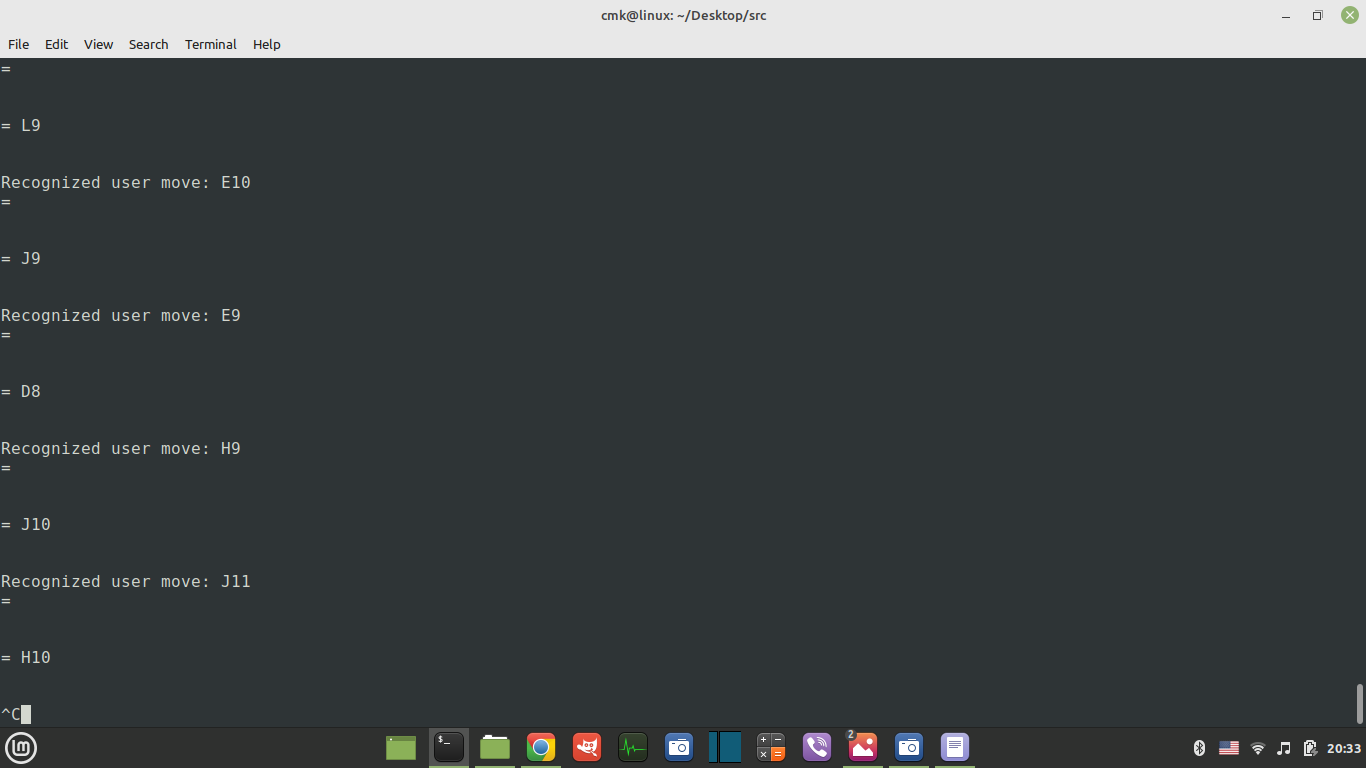 cmk@linux: ~/Desktop/src
File Edit View Search Terminal Help
=
= L9
Recognized user move: E10
=
= J9
Recognized user move: E9
=
= D8
Recognized user move: H9
=
= J10
Recognized user move: J11
=
= H10
^C
$_
2
20:33